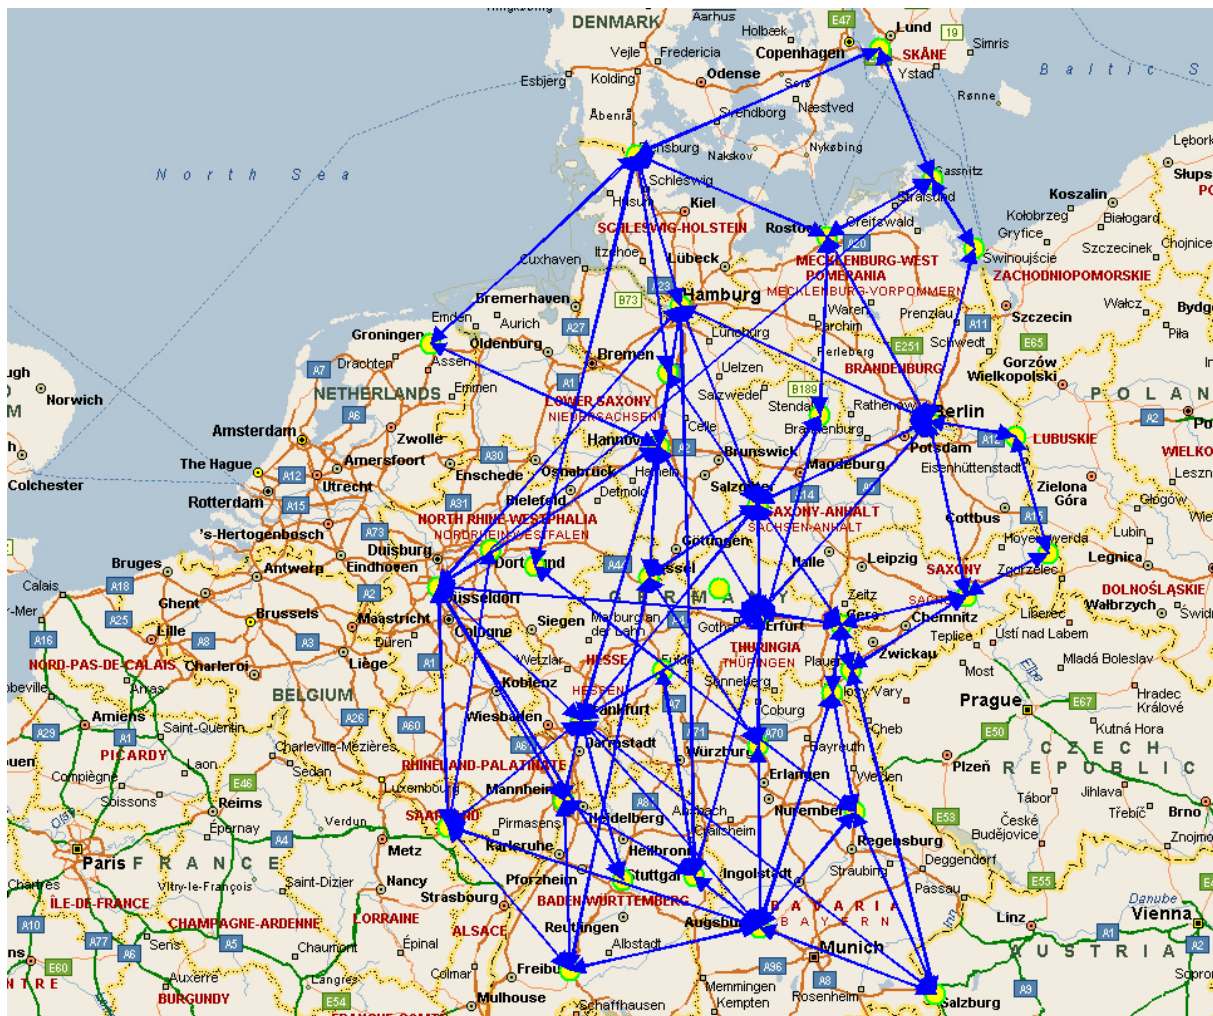 DENMARK
Aarhus
E47
Lund
19
Holbæk
Simris
Vejle
Fredericia
Copenhagen
SKÅNE
Kolding
Odense
Ystad
Baltic S
Esbjerg
Næstved
Rønne
Åbenrå
Svendborg
Nykøbing
Lębork
Nakskov
Sassnitz
North Sea
Schleswig
Słups
Husum
Stralsund
Koszalin
Kiel
Greifswald
Kołobrzeg
Białogard
SCHLESWIG-HOLSTEIN
Rostock
A20
Gryfice
Szczecinek
Chojnice
Itzehoe
Świnoujście
Cuxhaven
Lübeck
MECKLENBURG-WEST
POMERANIA
ZACHODNIOPOMORSKIE
A23
Hamburg
MECKLENBURG-VORPOMMERN
Bremerhaven
B73
Wałcz
Emden
Waren
Prenzlau
Szczecin
Bydg
Groningen
Aurich
A27
Parchim
A11
Piła
Oldenburg
Lüneburg
E251
Schwedt
E65
Drachten
Assen
Bremen
Perleberg
Gorzów
A7
Uelzen
BRANDENBURG
Wielkopolski
Norwich
Emmen
A1
B189
NETHERLANDS
Salzwedel
POLAN
LOWER SAXONY
Stendal
Rathenow
Berlin
A6
NIEDERSACHSEN
A2
Amsterdam
Zwolle
Celle
Brandenburg
A12
LUBUSKIE
Hannover
A2
Potsdam
The Hague
Amersfoort
A30
Osnabrück
Hameln
Brunswick
Magdeburg
WIELKO
A12
Enschede
Eisenhüttenstadt
Colchester
Utrecht
Bielefeld
Detmold
Salzgitter
Zielona
Góra
Rotterdam
A31
A14
A15
NORTH RHINE-WESTPHALIA
SAXONY-ANHALT
Cottbus
Głogów
's-Hertogenbosch
A73
NORDRHEIN-WESTFALEN
SACHSEN-ANHALT
A15
Lubin
Duisburg
Göttingen
Hoyerswerda
Bruges
Eindhoven
Dortmund
Leipzig
Legnica
Calais
A18
Antwerp
A44
Kassel
Halle
SAXONY
Zgorzelec
DOLNOŚLĄSKIE
Ghent
A2
Düsseldorf
GERMANY
Zeitz
Wałbrzych
A16
A25
Brussels
Maastricht
Cologne
Marburg an
der Lahn
Gotha
Erfurt
Gera
Chemnitz
Liberec
Lille
A3
Düren
Siegen
Teplice
Ústí nad Labem
A8
Liège
Wetzlar
HESSE
THURINGIA
THÜRINGEN
Zwickau
NORD-PAS-DE-CALAIS
Charleroi
A1
Fulda
Plauen
Most
Mladá Boleslav
Arras
Koblenz
HESSEN
Sonneberg
Elbe
BELGIUM
Karlovy Vary
Prague
Hradec
Králové
Amiens
Saint-Quentin
A26
A60
Wiesbaden
Frankfurt
A7
Coburg
E67
A29
A1
Cheb
E50
Kutná Hora
PICARDY
Charleville-Mézières
A61
Darmstadt
A71
A70
Bayreuth
CZECH
Laon
Sedan
RHINELAND-PALATINATE
Würzburg
Plzeň
REPUBLIC
Compiègne
E46
Luxembourg
Mannheim
Erlangen
Weiden
Soissons
Reims
Tábor
Jihlava
SAARLAND
Heidelberg
Ansbach
Nuremberg
Třebíč
Brno
Oise
Épernay
Verdun
Pirmasens
Crailsheim
E53
České
Budějovice
A4
Metz
Karlsruhe
Regensburg
Znojmo
Paris
FRANCE
Heilbronn
Deggendorf
Chartres
Vitry-le-François
Saint-Dizier
Nancy
Pforzheim
Stuttgart
Ingolstadt
Straubing
E55
Passau
ÎLE-DE-FRANCE
Strasbourg
BADEN-WÜRTTEMBERG
BAVARIA
Danube
A10
CHAMPAGNE-ARDENNE
LORRAINE
Reutlingen
Augsburg
BAYERN
Inn
Linz
Vienna
A77
A5
ALSACE
Albstadt
Munich
A1
Sens
Chaumont
Épinal
AUSTRIA
A2
E60
A6
Colmar
Freiburg
A96
Auxerre
Langres
Memmingen
A8
Sopron
BURGUNDY
Mulhouse
Kempten
Rosenheim
Salzburg
A9
E54
Schaffhausen
FRANCHE-COMTÉ